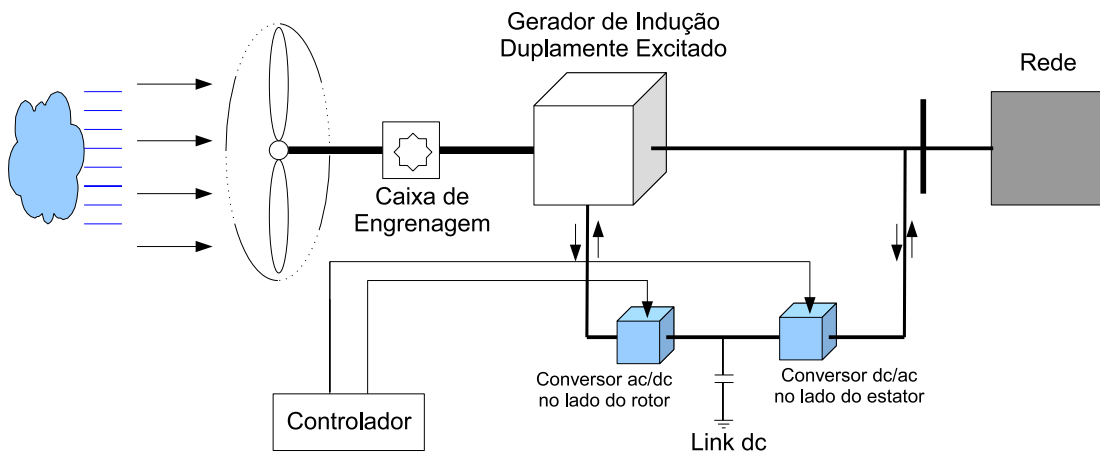 Gerador de Indução
Duplamente Excitado
Rede
Caixa de
Engrenagem
Conversor ac/dc
no lado do rotor
Conversor dc/ac
no lado do estator
Controlador
Link dc